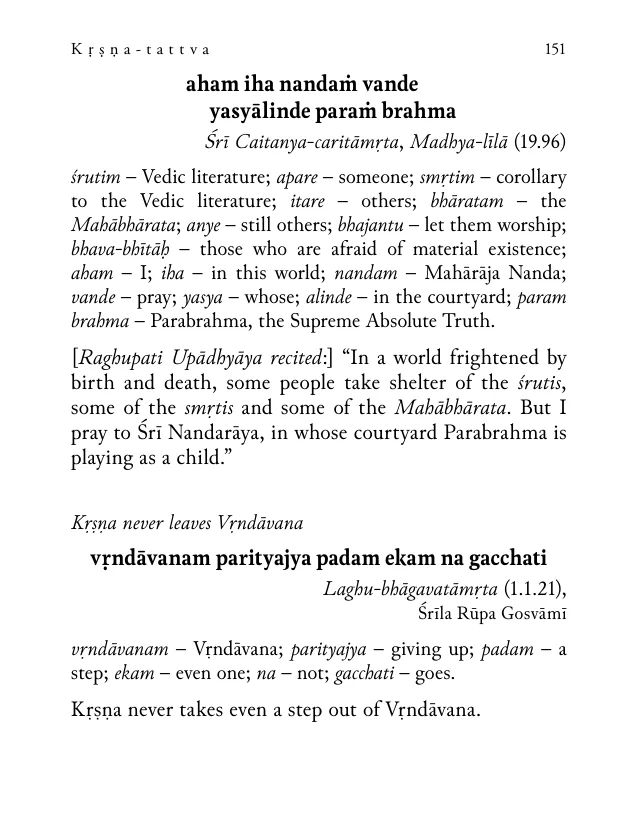 Kṛṣṇa-tattva 151
ahaṁ iha nandaṁ vande
yasyālinde paraṁ brahma
Śrī Caitanya-caritāmṛta, Madhya-līlā (19.96)
śrutim – Vedic literature; apare – someone; smṛtim – corollary
to the Vedic literature; itare – others; bhāratam – the
Mahābhārata; anye – still others; bhajantu – let them worship;
bhava-bhītāḥ – those who are afraid of material existence;
aham – I; iha – in this world; nandam – Mahārāja Nanda;
vande – pray; yasya – whose; alinde – in the courtyard; param
brahma – Parabrahma, the Supreme Absolute Truth.
[Raghupati Upādhyāya recited:] “In a world frightened by
birth and death, some people take shelter of the śrutis,
some of the smṛtis and some of the Mahābhārata. But I
pray to Śrī Nandarāya, in whose courtyard Parabrahma is
playing as a child.”
Kṛṣṇa never leaves Vṛndāvana
vṛndāvanam parityajya padam ekam na gacchati
Laghu-bhāgavatāmṛta (1.1.21),
Śrīla Rūpa Gosvāmī
vṛndāvanam – Vṛndāvana; parityajya – giving up; padam – a
step; ekam – even one; na – not; gacchati – goes.
Kṛṣṇa never takes even a step out of Vṛndāvana.